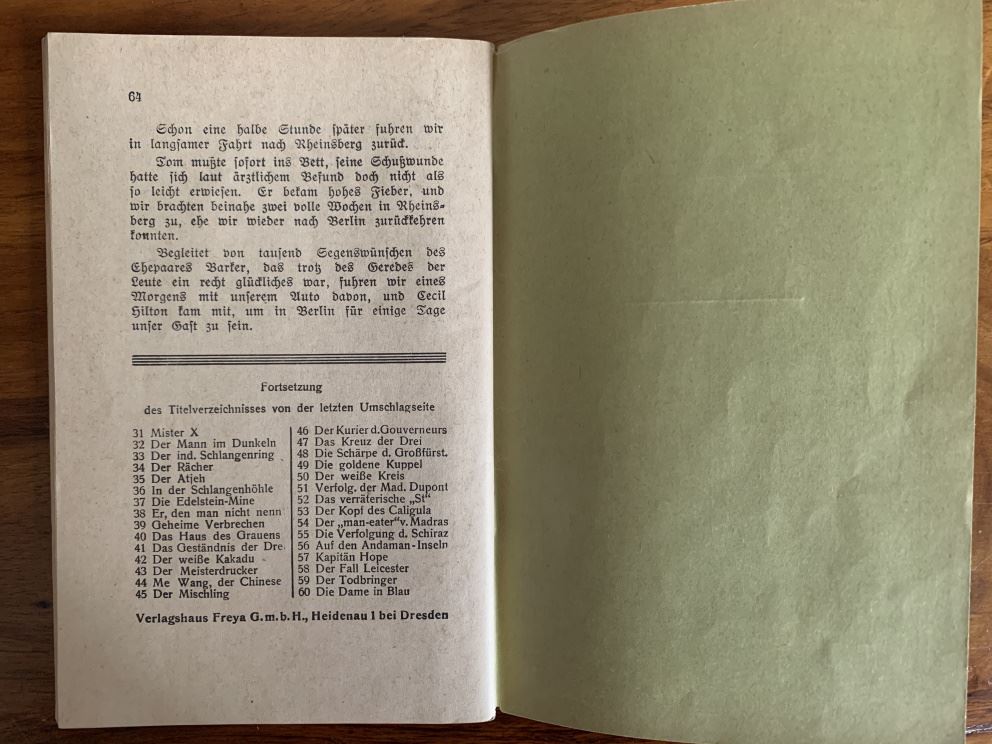 64
Schon eine halbe Stunde später fuhren wir
in langsamer Fahrt nach Rheinsberg zurück.
Tom mußte sofort ins Bett, seine Schußwunde
hatte sich laut ärztlichem Befund doch nicht als
so leicht erwiesen. Er bekam hohes Fieber, und
wir brachten beinahe zwei volle Wochen in Rheins-
berg zu, ehe wir wieder nach Berlin zurückkehren
konnten.
Begleitet von tausend Segenswünschen des
Ehepaares Barker, das trotz des Geredes der
Leute ein recht glückliches war, fuhren wir eines
Morgens mit unserem Auto davon, und Cecil
Hilton kam mit, um in Berlin für einige Tage
unser Gast zu sein.
Fortsetzung
des Titelverzeichnisses von der letzten Umschlagseite
31 Mister X
32 Der Mann im Dunkeln
33 Der ind. Schlangenring
34 Der Rächer
35 Der Atjeh
36 In der Schlangenhöhle
37 Die Edelstein-Mine
38 Er, den man nicht nenn
39 Geheime Verbrechen
40 Das Haus des Grauens
41 Das Geständnis der Dre
42 Der weiße Kakadu
43 Der Meisterdrucker
44 Me Wang, der Chinese
45 Der Mischling
46 Der Kurier d. Gouverneurs
47 Das Kreuz der Drei
48 Die Schärpe d. Großfürst.
49 Die goldene Kuppel
50 Der weiße Kreis
51 Verfolg. der Mad. Dupont
52 Das verräterische „St“
53 Der Kopf des Caligula
54 Der „man-eater“ v. Madras
55 Die Verfolgung d. Schiraz
56 Auf den Andaman-Inseln
57 Kapitän Hope
58 Der Fall Leicester
59 Der Todbringer
60 Die Dame in Blau
Verlagshaus Freya G.m.b.H., Heidenau 1 bei Dresden